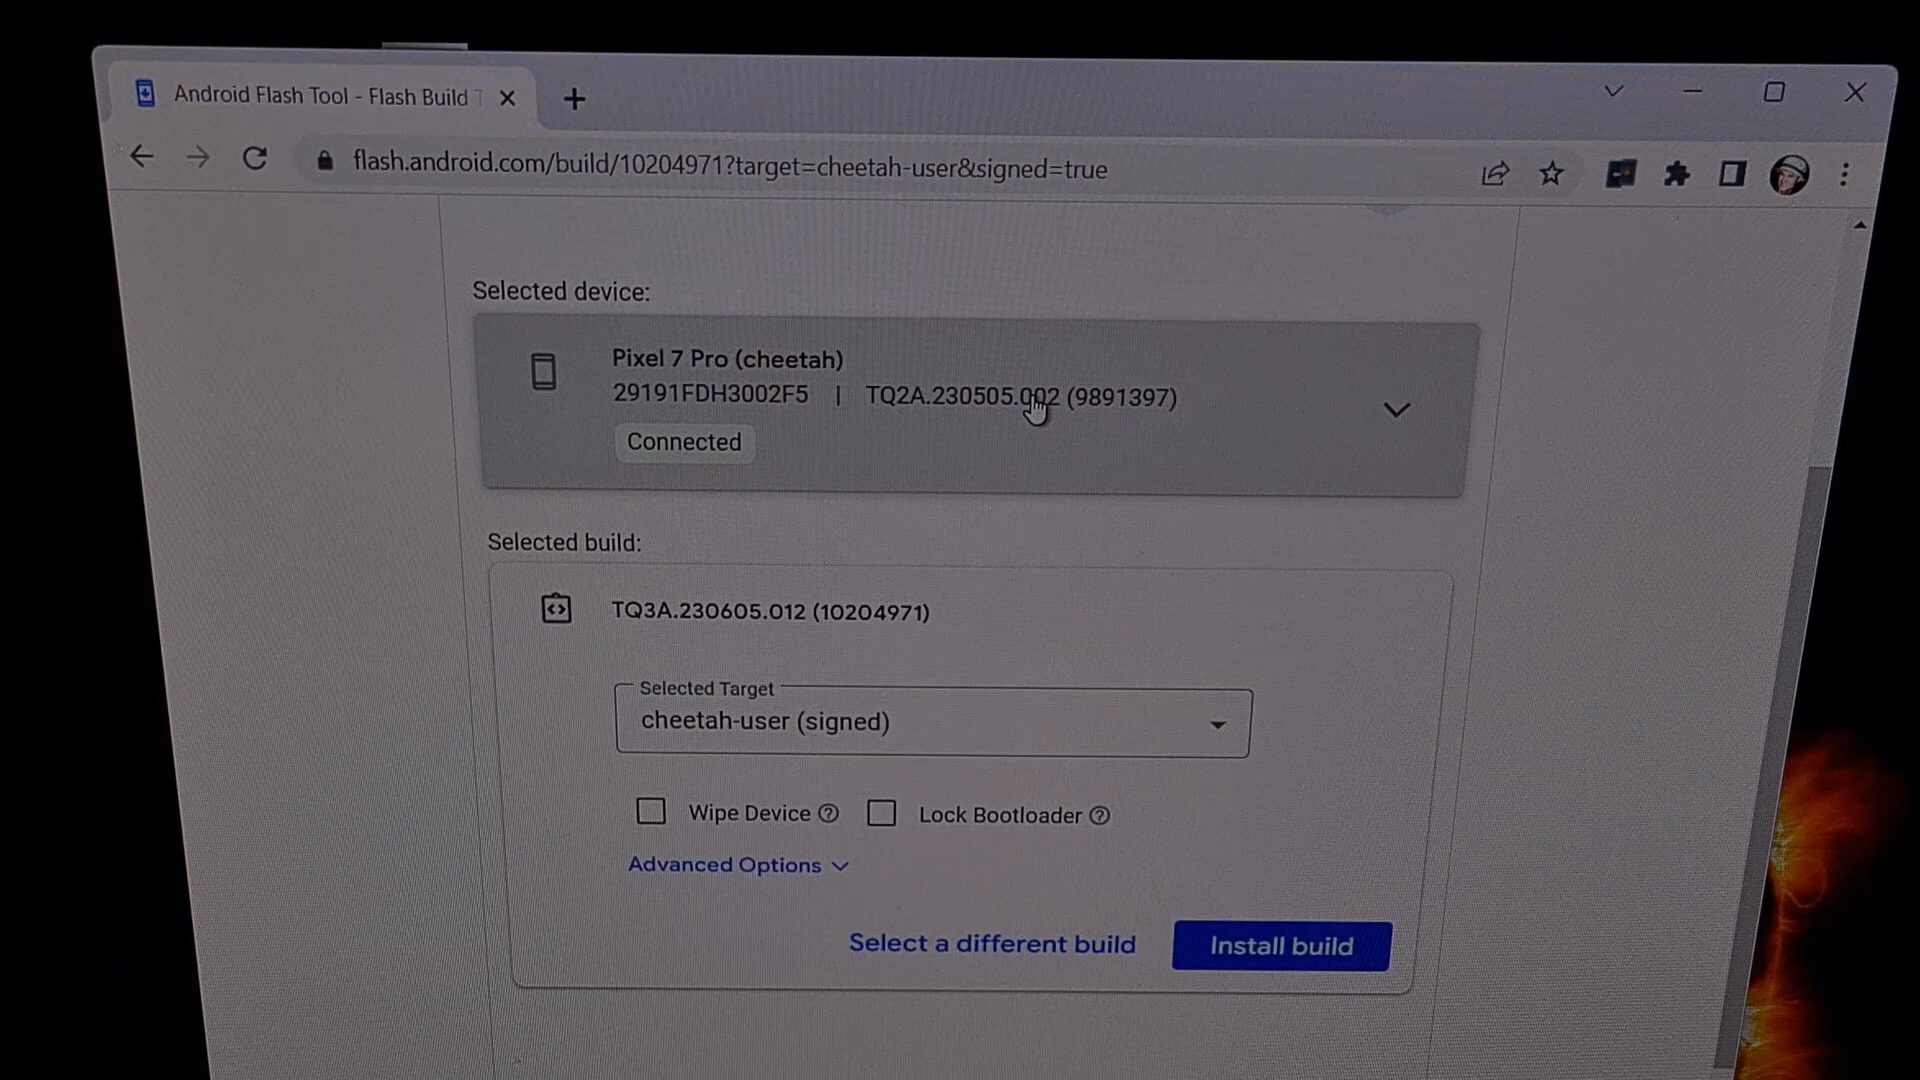 Android Flash Tool - Flash Build
flash.android.com/build/10204971?target=cheetah-user&signed=true
Selected device:
Pixel 7 Pro (cheetah)
29191FDH3002F5 | TQ2A.230505.002 (9891397)
Connected
Selected build:
TQ3A.230605.012 (10204971)
Selected Target
cheetah-user (signed)
Wipe Device Lock Bootloader
Advanced Options
Select a different build Install build